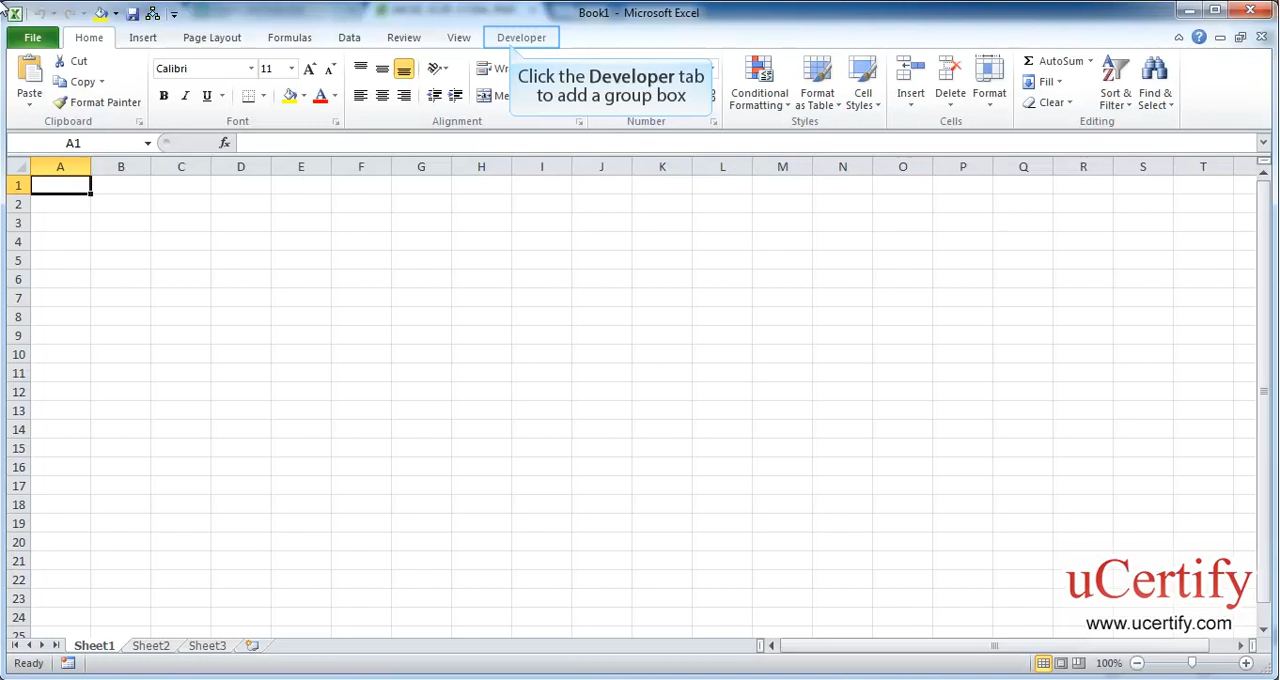 Book1 - Microsoft Excel
File Home Insert Page Layout Formulas Data Review View Developer
Click the Developer tab
to add a group box
Paste
Cut
Copy
Format Painter
Clipboard
Calibri 11
B I U
A A
A
Font
Alignment
Number
Conditional
Formatting
Format
as Table
Cell
Styles
Styles
Insert
Delete
Format
Cells
Σ AutoSum
Fill
Clear
Sort &
Filter
Find &
Select
Editing
A1
fx
A B C D E F G H I J K L M N O P Q R S T
1
2
3
4
5
6
7
8
9
10
11
12
13
14
15
16
17
18
19
20
21
22
23
24
25
uCertify
www.ucertify.com
Sheet1 Sheet2 Sheet3
Ready
100%